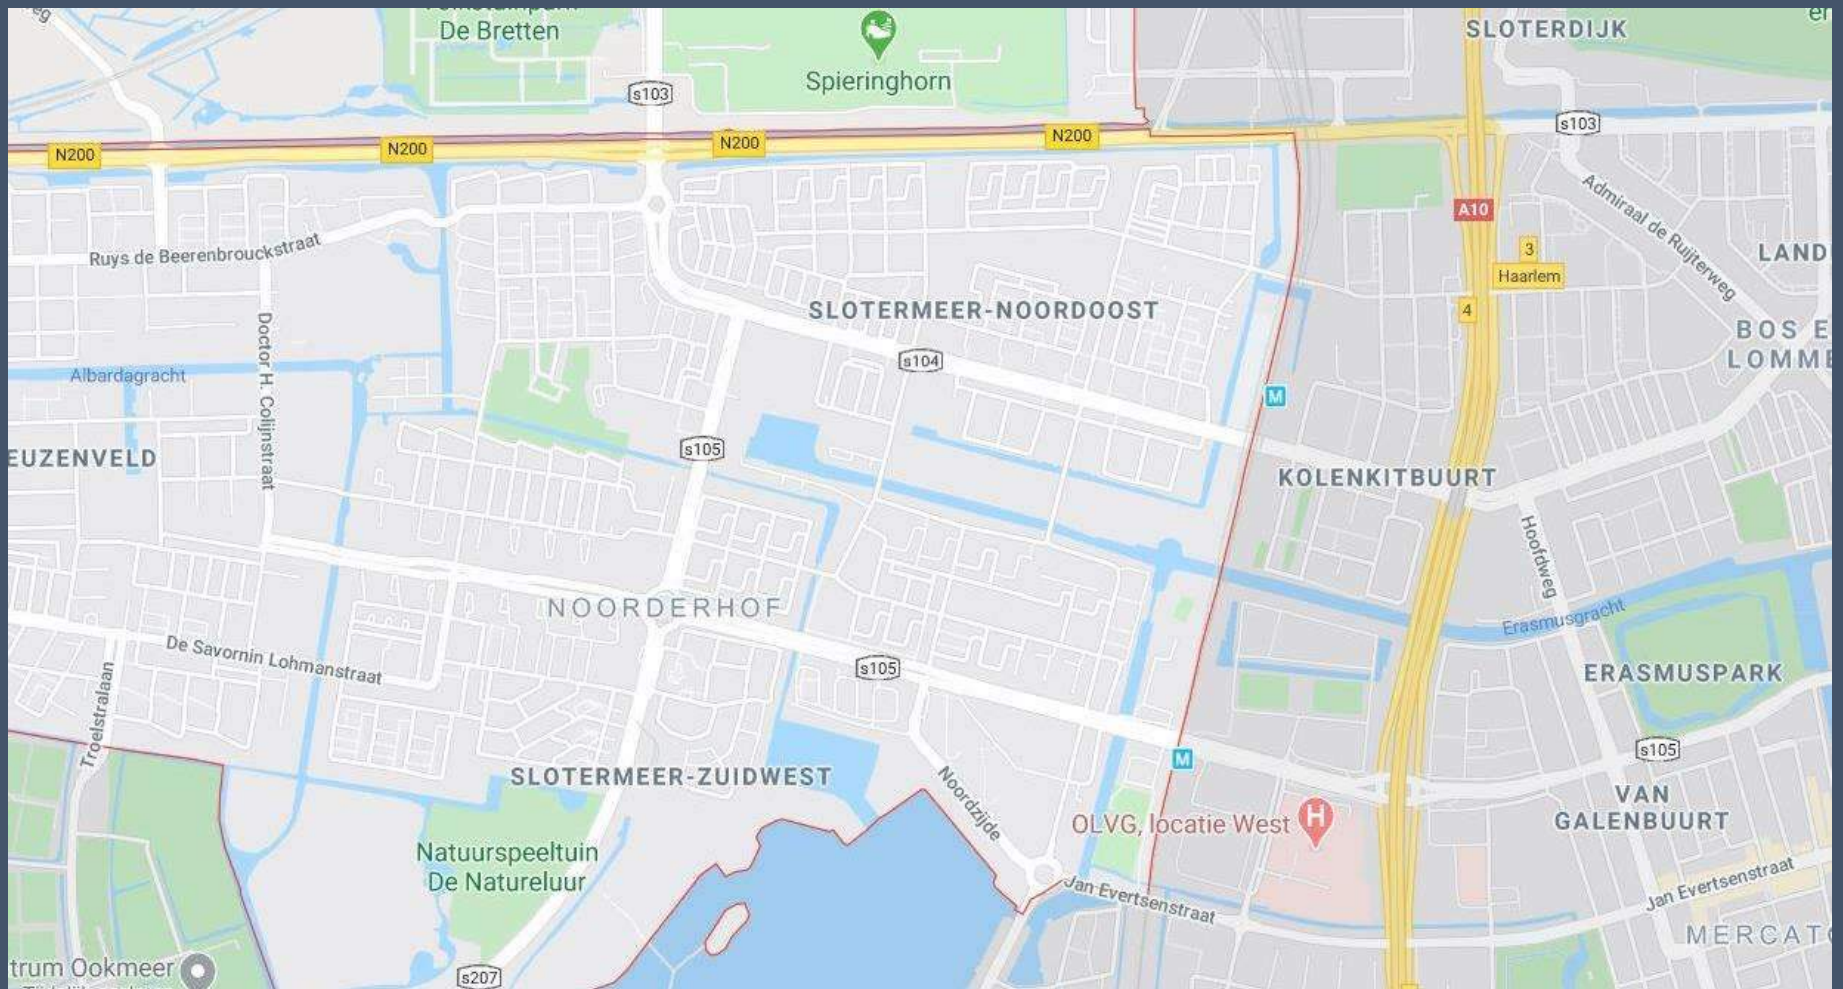 De Bretten
Spieringhorn
SLOTERDIJK
s103
s103
N200
N200
N200
N200
A10
Admiraal de Ruijterweg
Ruys de Beerenbrouckstraat
3
Haarlem
4
LAND
SLOTERMEER-NOORDOOST
BOS E
LOMME
Doctor H. Colijnstraat
s104
Albardagracht
M
s105
EUZENVELD
KOLENKITBUURT
Hoofdweg
NOORDERHOF
Erasmusgracht
De Savornin Lohmanstraat
s105
ERASMUSPARK
Troelstralaan
s105
M
SLOTERMEER-ZUIDWEST
Noordzijde
VAN
GALENBUURT
OLVG, locatie West
H
Natuurspeeltuin
De Natureluur
Jan Evertsenstraat
Jan Evertsenstraat
MERCAT
trum Ookmeer
s207